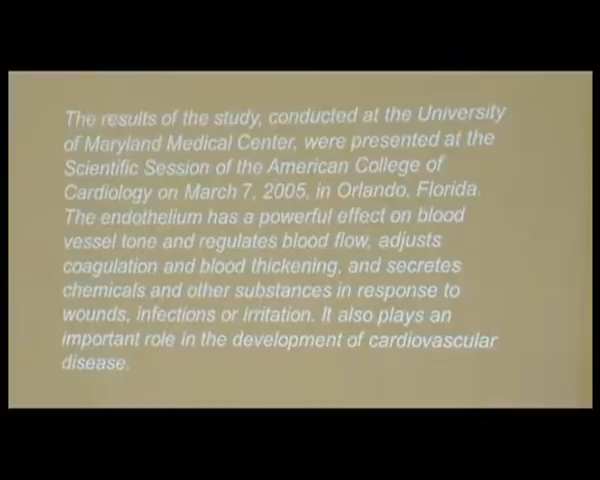 The results of the study, conducted at the University
of Maryland Medical Center, were presented at the
Scientific Session of the American College of
Cardiology on March 7, 2005, in Orlando, Florida.
The endothelium has a powerful effect on blood
vessel tone and regulates blood flow, adjusts
coagulation and blood thickening, and secretes
chemicals and other substances in response to
wounds, infections or irritation. It also plays an
important role in the development of cardiovascular
disease.